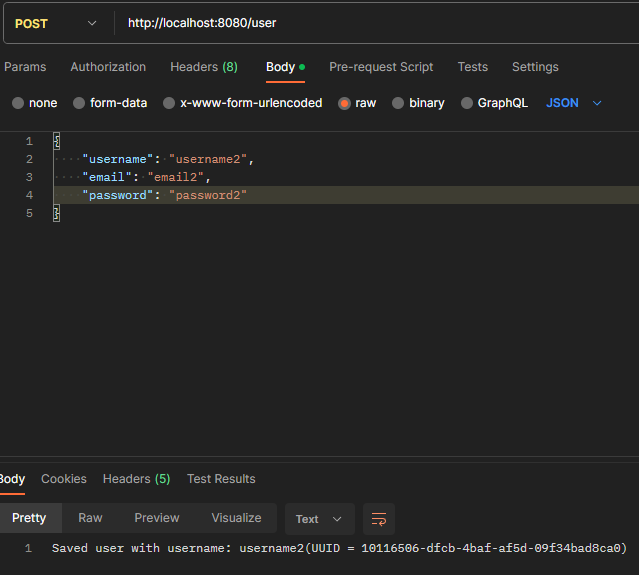 POST http://localhost:8080/user
Params Authorization Headers (8) Body Pre-request Script Tests Settings
none form-data x-www-form-urlencoded raw binary GraphQL JSON
1 {
2 "username": "username2",
3 "email": "email2",
4 "password": "password2"
5 }
Body Cookies Headers (5) Test Results
Pretty Raw Preview Visualize Text
1 Saved user with username: username2(UUID = 10116506-dfcb-4baf-af5d-09f34bad8ca0)